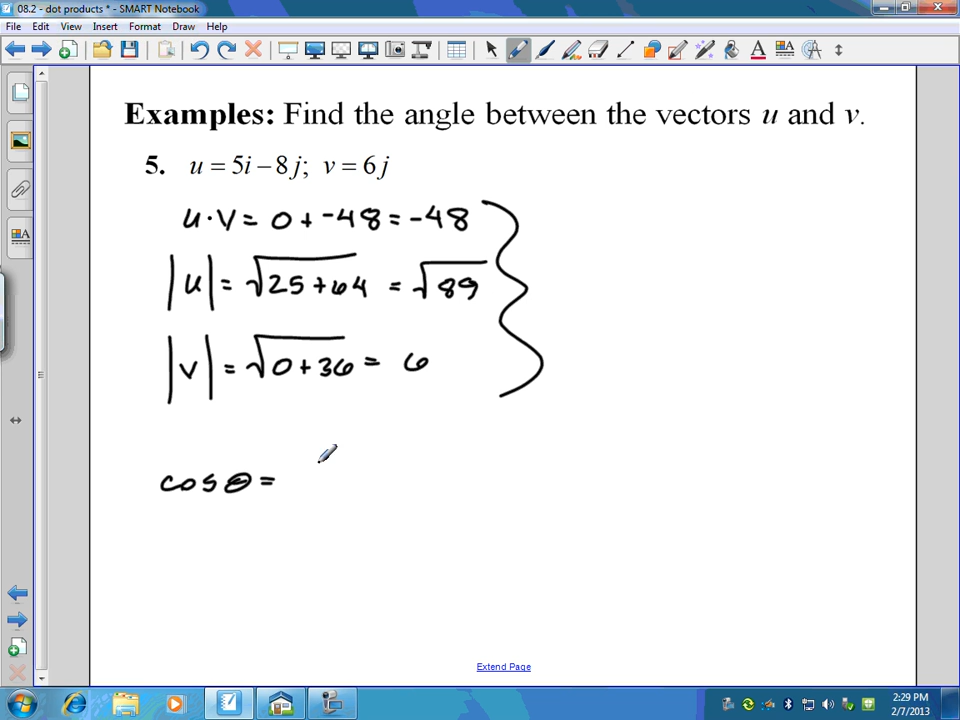 08.2 - dot products * - SMART Notebook
File Edit View Insert Format Draw Help
Examples: Find the angle between the vectors u and v.
5. u = 5i − 8j; v = 6j
u·v = 0 + -48 = -48
|u| = √25+64 = √89
|v| = √0+36 = 6
cos θ =
Extend Page
2:29 PM
2/7/2013